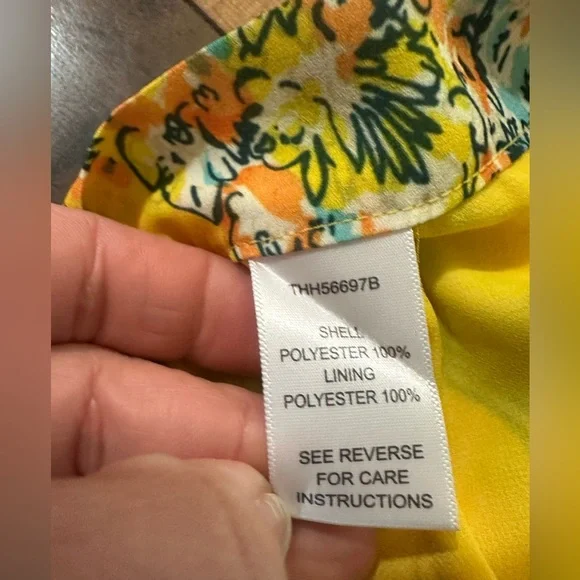 THH56697B
SHELL
POLYESTER 100%
LINING
POLYESTER 100%
SEE REVERSE
FOR CARE
INSTRUCTIONS